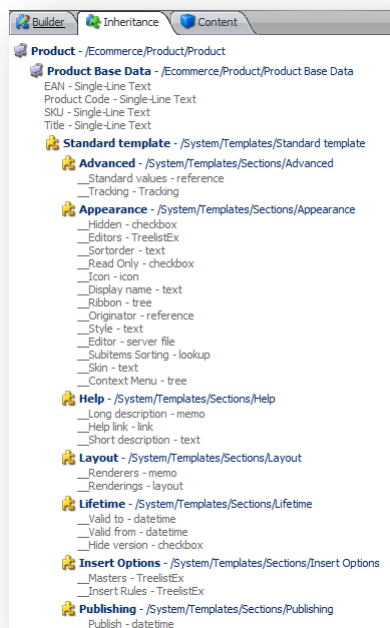 Builder Inheritance Content
Product - /Ecommerce/Product/Product
Product Base Data - /Ecommerce/Product/Product Base Data
EAN - Single-Line Text
Product Code - Single-Line Text
SKU - Single-Line Text
Title - Single-Line Text
Standard template - /System/Templates/Standard template
Advanced - /System/Templates/Sections/Advanced
__Standard values - reference
__Tracking - Tracking
Appearance - /System/Templates/Sections/Appearance
__Hidden - checkbox
__Editors - TreelistEx
__Sortorder - text
__Read Only - checkbox
__Icon - icon
__Display name - text
__Ribbon - tree
__Originator - reference
__Style - text
__Editor - server file
__Subitems Sorting - lookup
__Skin - text
__Context Menu - tree
Help - /System/Templates/Sections/Help
__Long description - memo
__Help link - link
__Short description - text
Layout - /System/Templates/Sections/Layout
__Renderers - memo
__Renderings - layout
Lifetime - /System/Templates/Sections/Lifetime
__Valid to - datetime
__Valid from - datetime
__Hide version - checkbox
Insert Options - /System/Templates/Sections/Insert Options
__Masters - TreelistEx
__Insert Rules - TreelistEx
Publishing - /System/Templates/Sections/Publishing
Publish - datetime